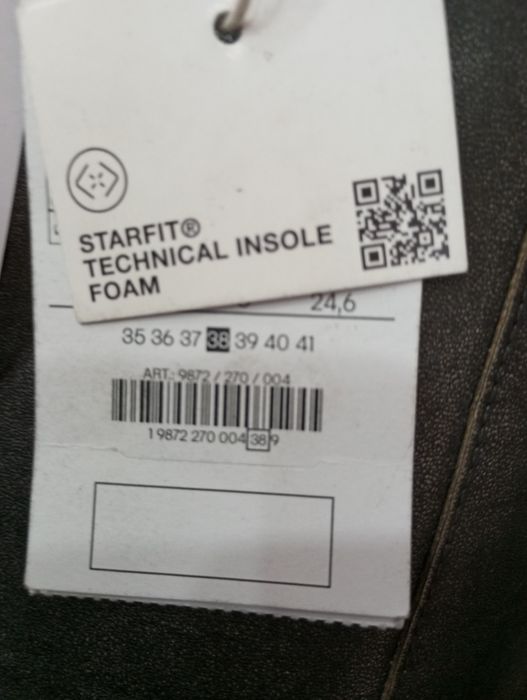 STARFIT®
TECHNICAL INSOLE
FOAM
24,6
35 36 37 38 39 40 41
ART.: 9872 / 270 / 004
1 9872 270 004 38 9